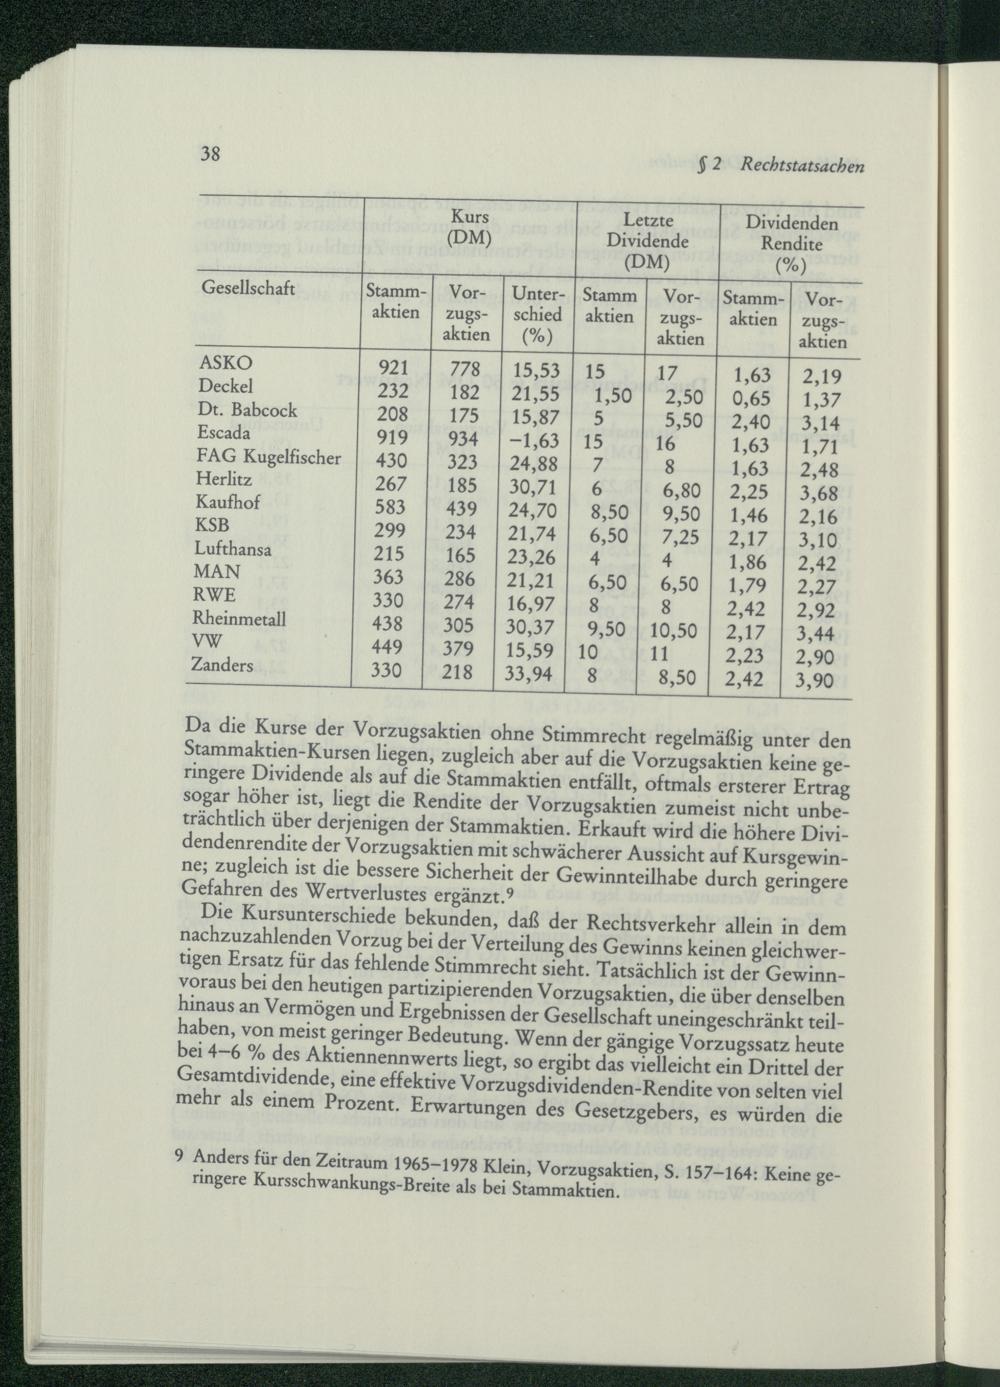 38
§ 2 Rechtstatsachen
Kurs Letzte Dividenden
(DM) Dividende Rendite
(DM) (%)
Gesellschaft Stamm- Vor- Unter- Stamm Vor- Stamm- Vor-
aktien zugs- schied aktien zugs- aktien zugs-
aktien (%) aktien aktien
ASKO 921 778 15,53 15 17 1,63 2,19
Deckel 232 182 21,55 1,50 2,50 0,65 1,37
Dt. Babcock 208 175 15,87 5 5,50 2,40 3,14
Escada 919 934 −1,63 15 16 1,63 1,71
FAG Kugelfischer 430 323 24,88 7 8 1,63 2,48
Herlitz 267 185 30,71 6 6,80 2,25 3,68
Kaufhof 583 439 24,70 8,50 9,50 1,46 2,16
KSB 299 234 21,74 6,50 7,25 2,17 3,10
Lufthansa 215 165 23,26 4 4 1,86 2,42
MAN 363 286 21,21 6,50 6,50 1,79 2,27
RWE 330 274 16,97 8 8 2,42 2,92
Rheinmetall 438 305 30,37 9,50 10,50 2,17 3,44
VW 449 379 15,59 10 11 2,23 2,90
Zanders 330 218 33,94 8 8,50 2,42 3,90
Da die Kurse der Vorzugsaktien ohne Stimmrecht regelmäßig unter den
Stammaktien-Kursen liegen, zugleich aber auf die Vorzugsaktien keine ge-
ringere Dividende als auf die Stammaktien entfällt, oftmals ersterer Ertrag
sogar höher ist, liegt die Rendite der Vorzugsaktien zumeist nicht unbe-
trächtlich über derjenigen der Stammaktien. Erkauft wird die höhere Divi-
dendenrendite der Vorzugsaktien mit schwächerer Aussicht auf Kursgewin-
ne; zugleich ist die bessere Sicherheit der Gewinnteilhabe durch geringere
Gefahren des Wertverlustes ergänzt.⁹
Die Kursunterschiede bekunden, daß der Rechtsverkehr allein in dem
nachzuzahlenden Vorzug bei der Verteilung des Gewinns keinen gleichwer-
tigen Ersatz für das fehlende Stimmrecht sieht. Tatsächlich ist der Gewinn-
voraus bei den heutigen partizipierenden Vorzugsaktien, die über denselben
hinaus an Vermögen und Ergebnissen der Gesellschaft uneingeschränkt teil-
haben, von meist geringer Bedeutung. Wenn der gängige Vorzugssatz heute
bei 4–6 % des Aktiennennwerts liegt, so ergibt das vielleicht ein Drittel der
Gesamtdividende, eine effektive Vorzugsdividenden-Rendite von selten viel
mehr als einem Prozent. Erwartungen des Gesetzgebers, es würden die
9 Anders für den Zeitraum 1965–1978 Klein, Vorzugsaktien, S. 157–164: Keine ge-
ringere Kursschwankungs-Breite als bei Stammaktien.